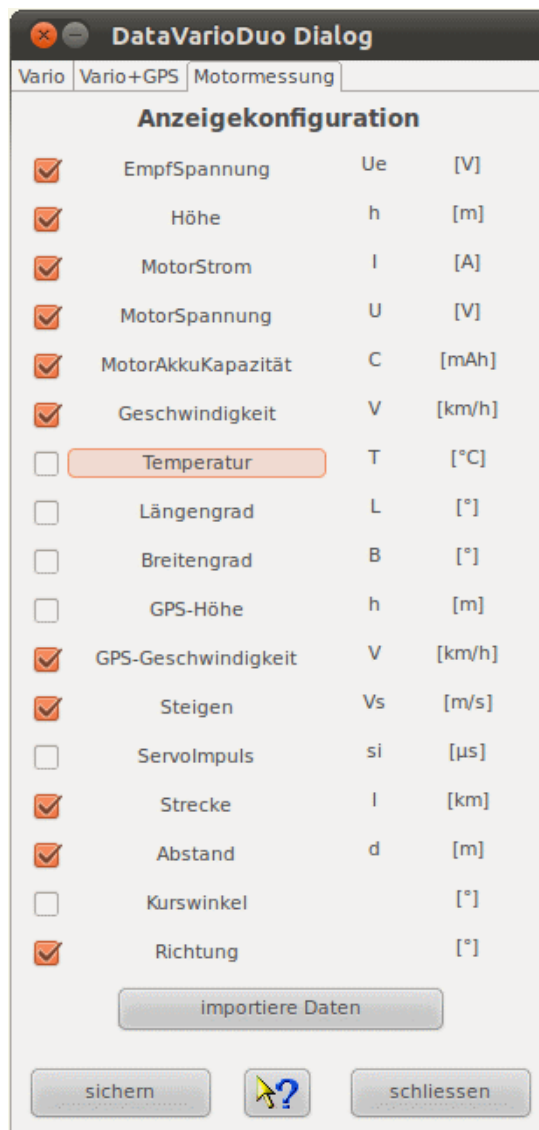 DataVarioDuo Dialog
Vario Vario+GPS Motormessung
Anzeigekonfiguration
EmpfSpannung Ue [V]
Höhe h [m]
MotorStrom I [A]
MotorSpannung U [V]
MotorAkkuKapazität C [mAh]
Geschwindigkeit V [km/h]
Temperatur T [°C]
Längengrad L [°]
Breitengrad B [°]
GPS-Höhe h [m]
GPS-Geschwindigkeit V [km/h]
Steigen Vs [m/s]
ServoImpuls si [µs]
Strecke l [km]
Abstand d [m]
Kurswinkel [°]
Richtung [°]
importiere Daten
sichern ? schliessen